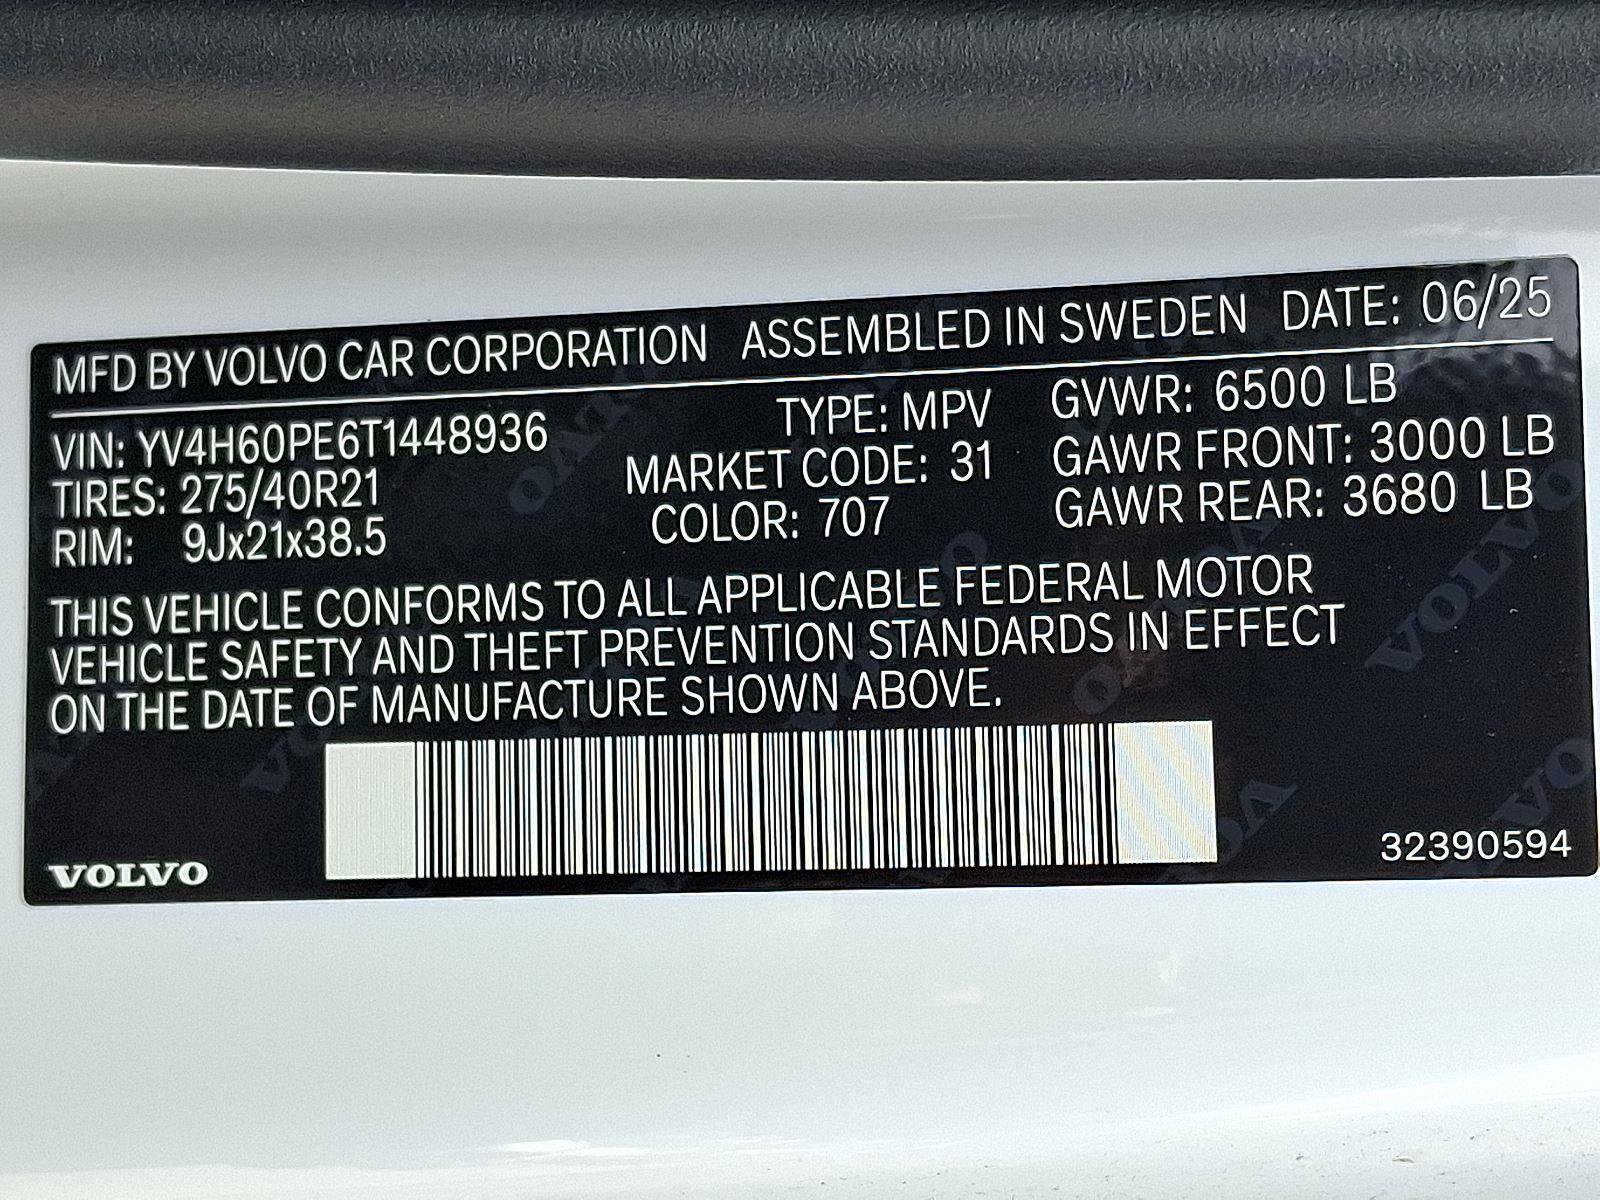 MFD BY VOLVO CAR CORPORATION ASSEMBLED IN SWEDEN DATE: 06/25
VIN: YV4H60PE6T1448936 TYPE: MPV GVWR: 6500 LB
TIRES: 275/40R21 MARKET CODE: 31 GAWR FRONT: 3000 LB
RIM: 9Jx21x38.5 COLOR: 707 GAWR REAR: 3680 LB
THIS VEHICLE CONFORMS TO ALL APPLICABLE FEDERAL MOTOR
VEHICLE SAFETY AND THEFT PREVENTION STANDARDS IN EFFECT
ON THE DATE OF MANUFACTURE SHOWN ABOVE.
VOLVO 32390594